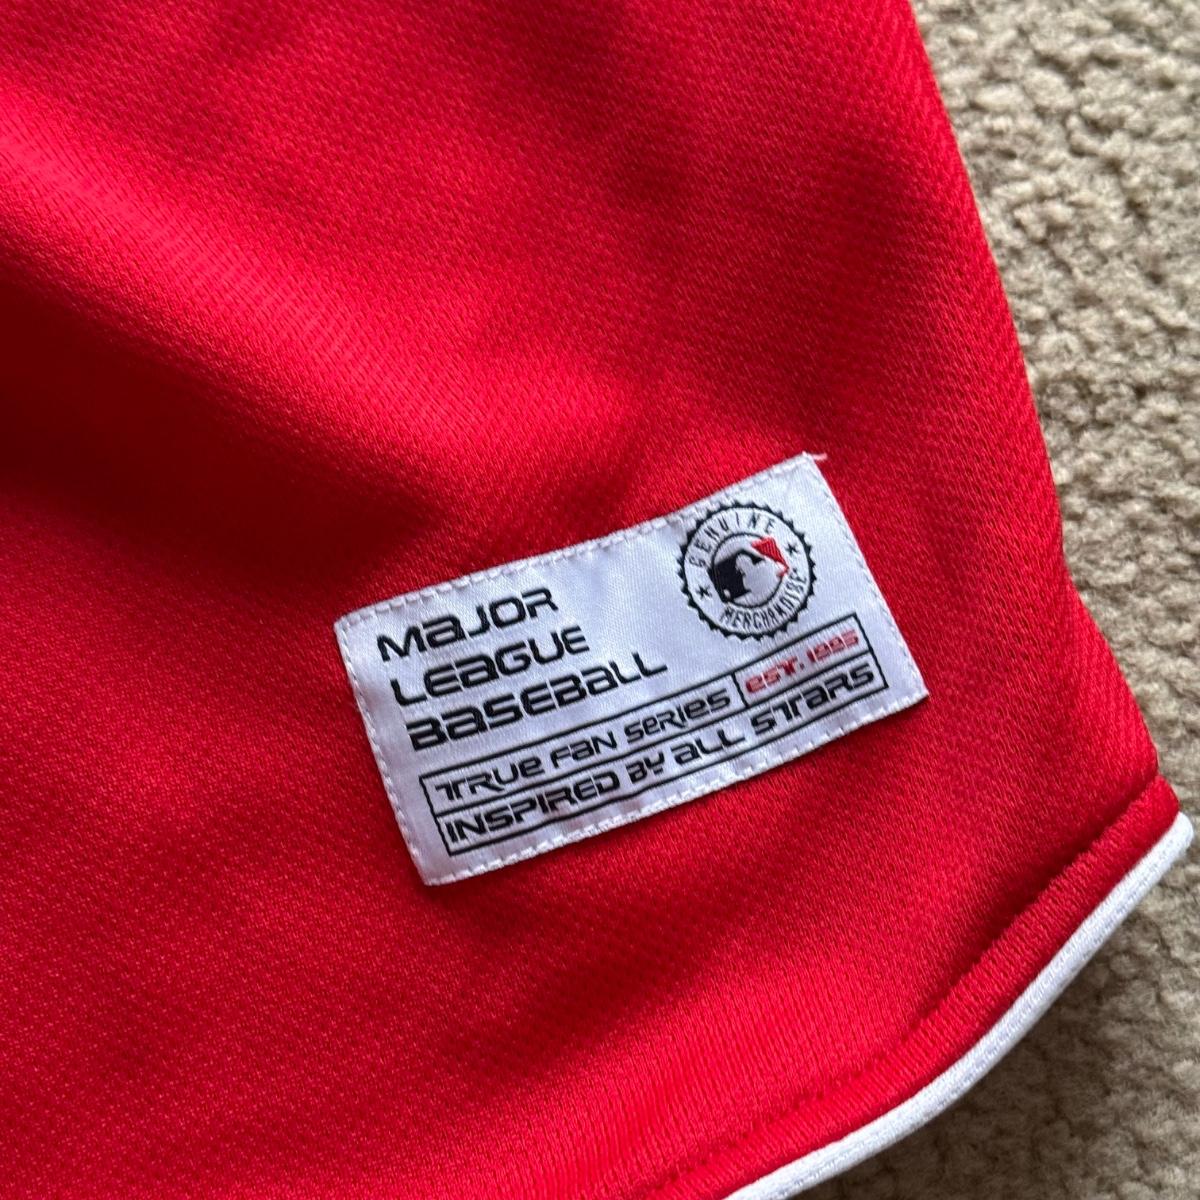 MaJOR
LEAGUE
BaSEBaLL
GENUINE
MERCHANDISE
TRUe FaN SeRIeS
eST. 1995
INSPIRED BY aLL STaRS